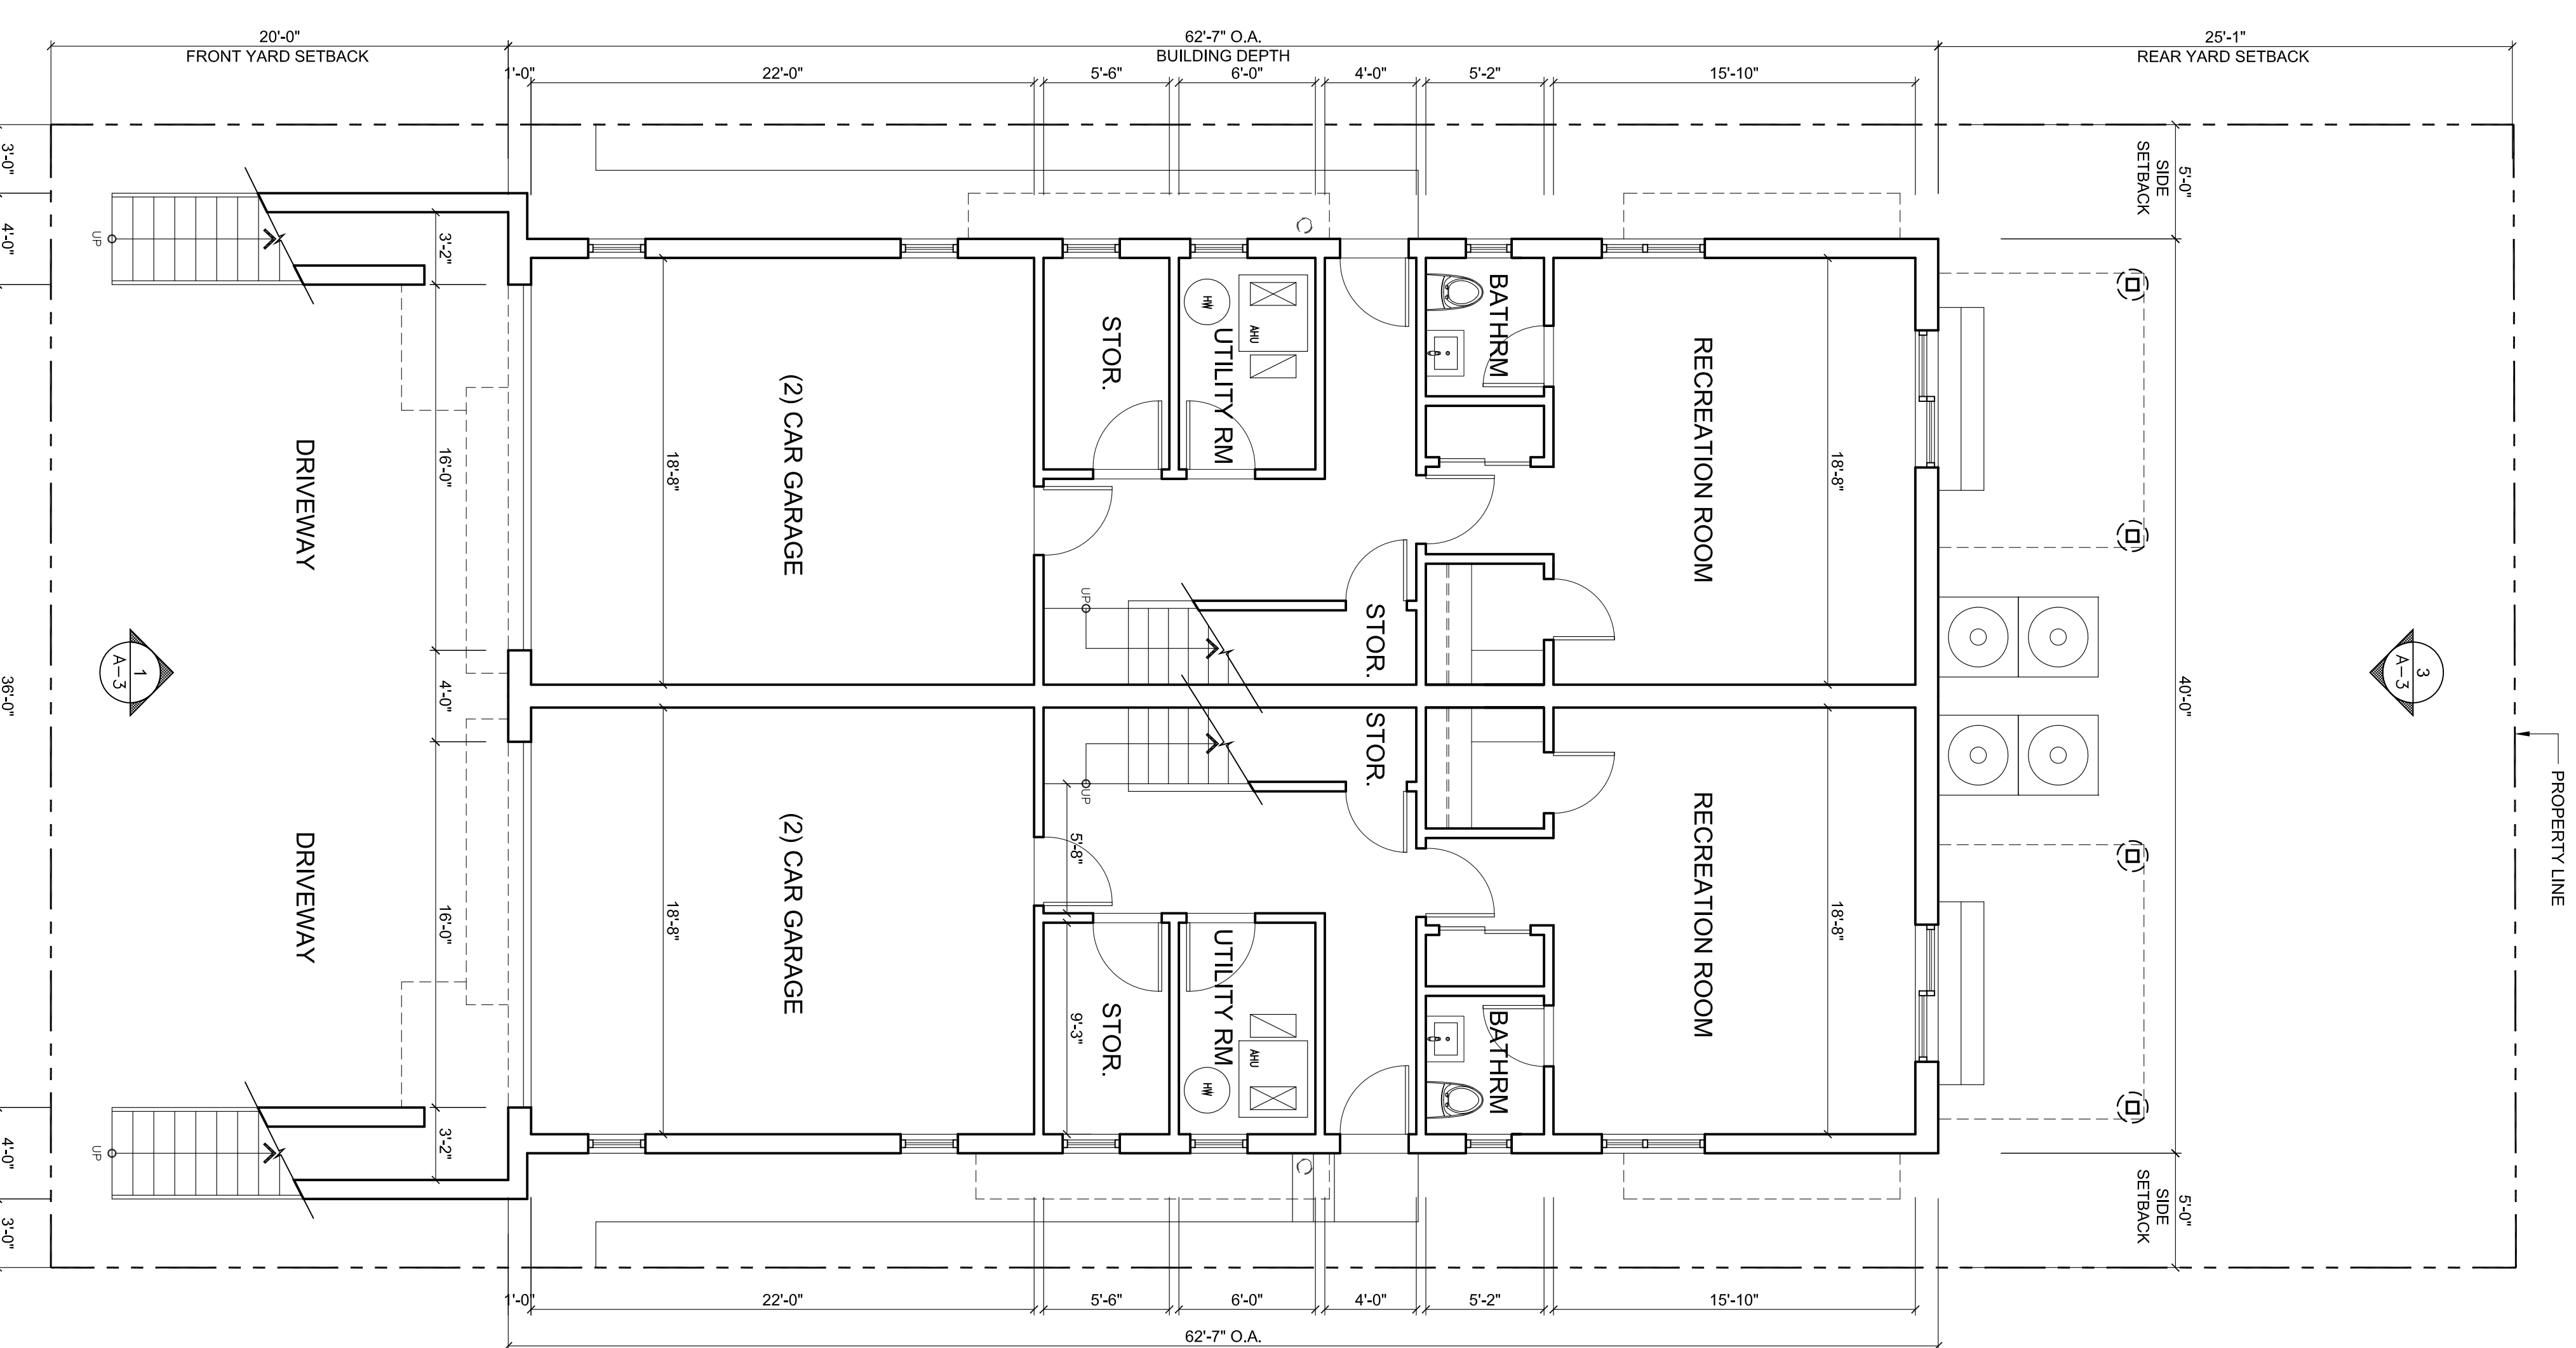 20'-0"
FRONT YARD SETBACK
62'-7" O.A.
BUILDING DEPTH
25'-1"
REAR YARD SETBACK
1'-0"
22'-0"
5'-6"
6'-0"
4'-0"
5'-2"
15'-10"
3'-0"
4'-0"
36'-0"
4'-0"
3'-0"
UP
UP
3'-2"
16'-0"
4'-0"
16'-0"
3'-2"
DRIVEWAY
DRIVEWAY
1
A-3
(2) CAR GARAGE
18'-8"
(2) CAR GARAGE
18'-8"
STOR.
UTILITY RM
HW
AHU
BATHRM
RECREATION ROOM
18'-8"
UP
STOR.
STOR.
UP
5'-8"
9'-3"
STOR.
UTILITY RM
AHU
HW
BATHRM
RECREATION ROOM
18'-8"
5'-0"
SIDE
SETBACK
40'-0"
5'-0"
SIDE
SETBACK
3
A-3
PROPERTY LINE
1'-0"
22'-0"
5'-6"
6'-0"
4'-0"
5'-2"
15'-10"
62'-7" O.A.